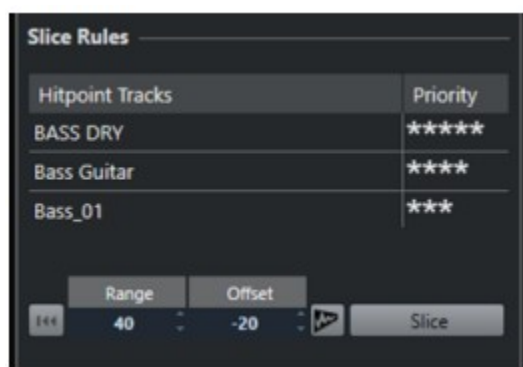 Slice Rules
Hitpoint Tracks Priority
BASS DRY *****
Bass Guitar ****
Bass_01 ***
Range Offset
40 -20 Slice